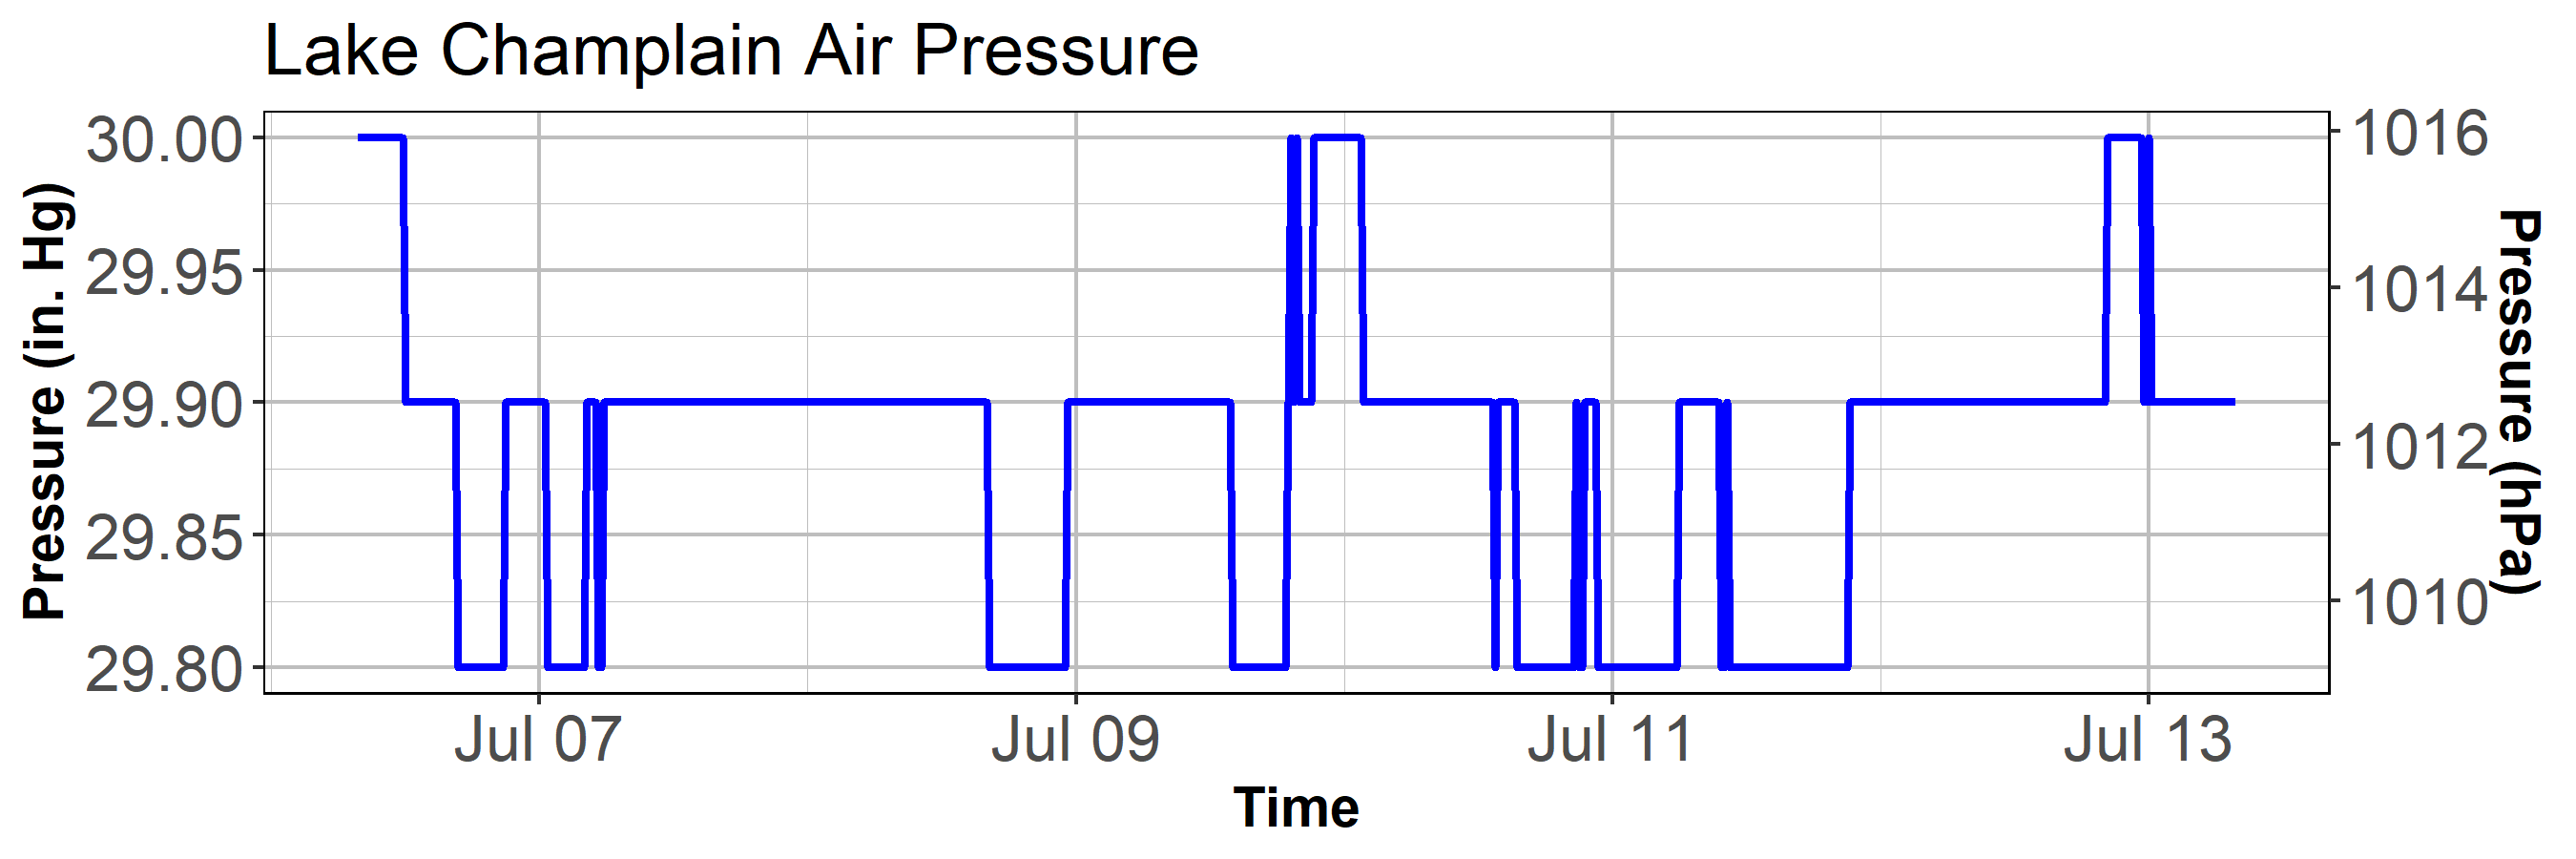 Lake Champlain Air Pressure
30.00
29.95
29.90
29.85
29.80
Pressure (in. Hg)
1016
1014
1012
1010
Pressure (hPa)
Jul 07 Jul 09 Jul 11 Jul 13
Time